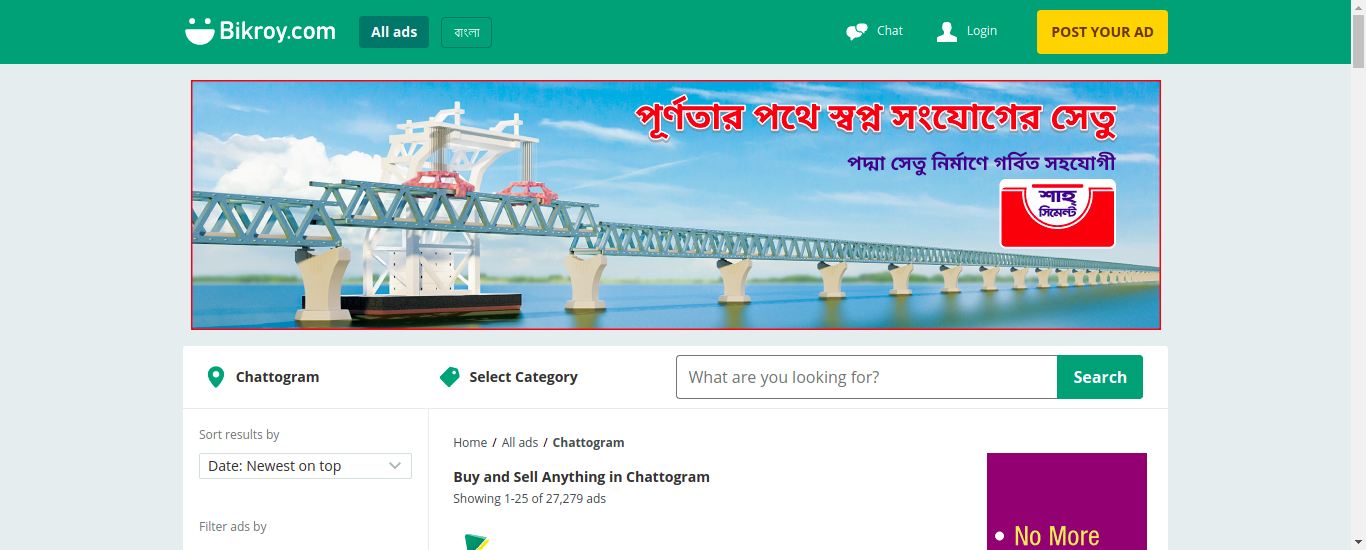 Bikroy.com
All ads
বাংলা
Chat
Login
POST YOUR AD
পূর্ণতার পথে স্বপ্ন সংযোগের সেতু
পদ্মা সেতু নির্মাণে গর্বিত সহযোগী
শাহ্
সিমেন্ট
Chattogram
Select Category
What are you looking for?
Search
Sort results by
Date: Newest on top
Filter ads by
Home / All ads / Chattogram
Buy and Sell Anything in Chattogram
Showing 1-25 of 27,279 ads
• No More